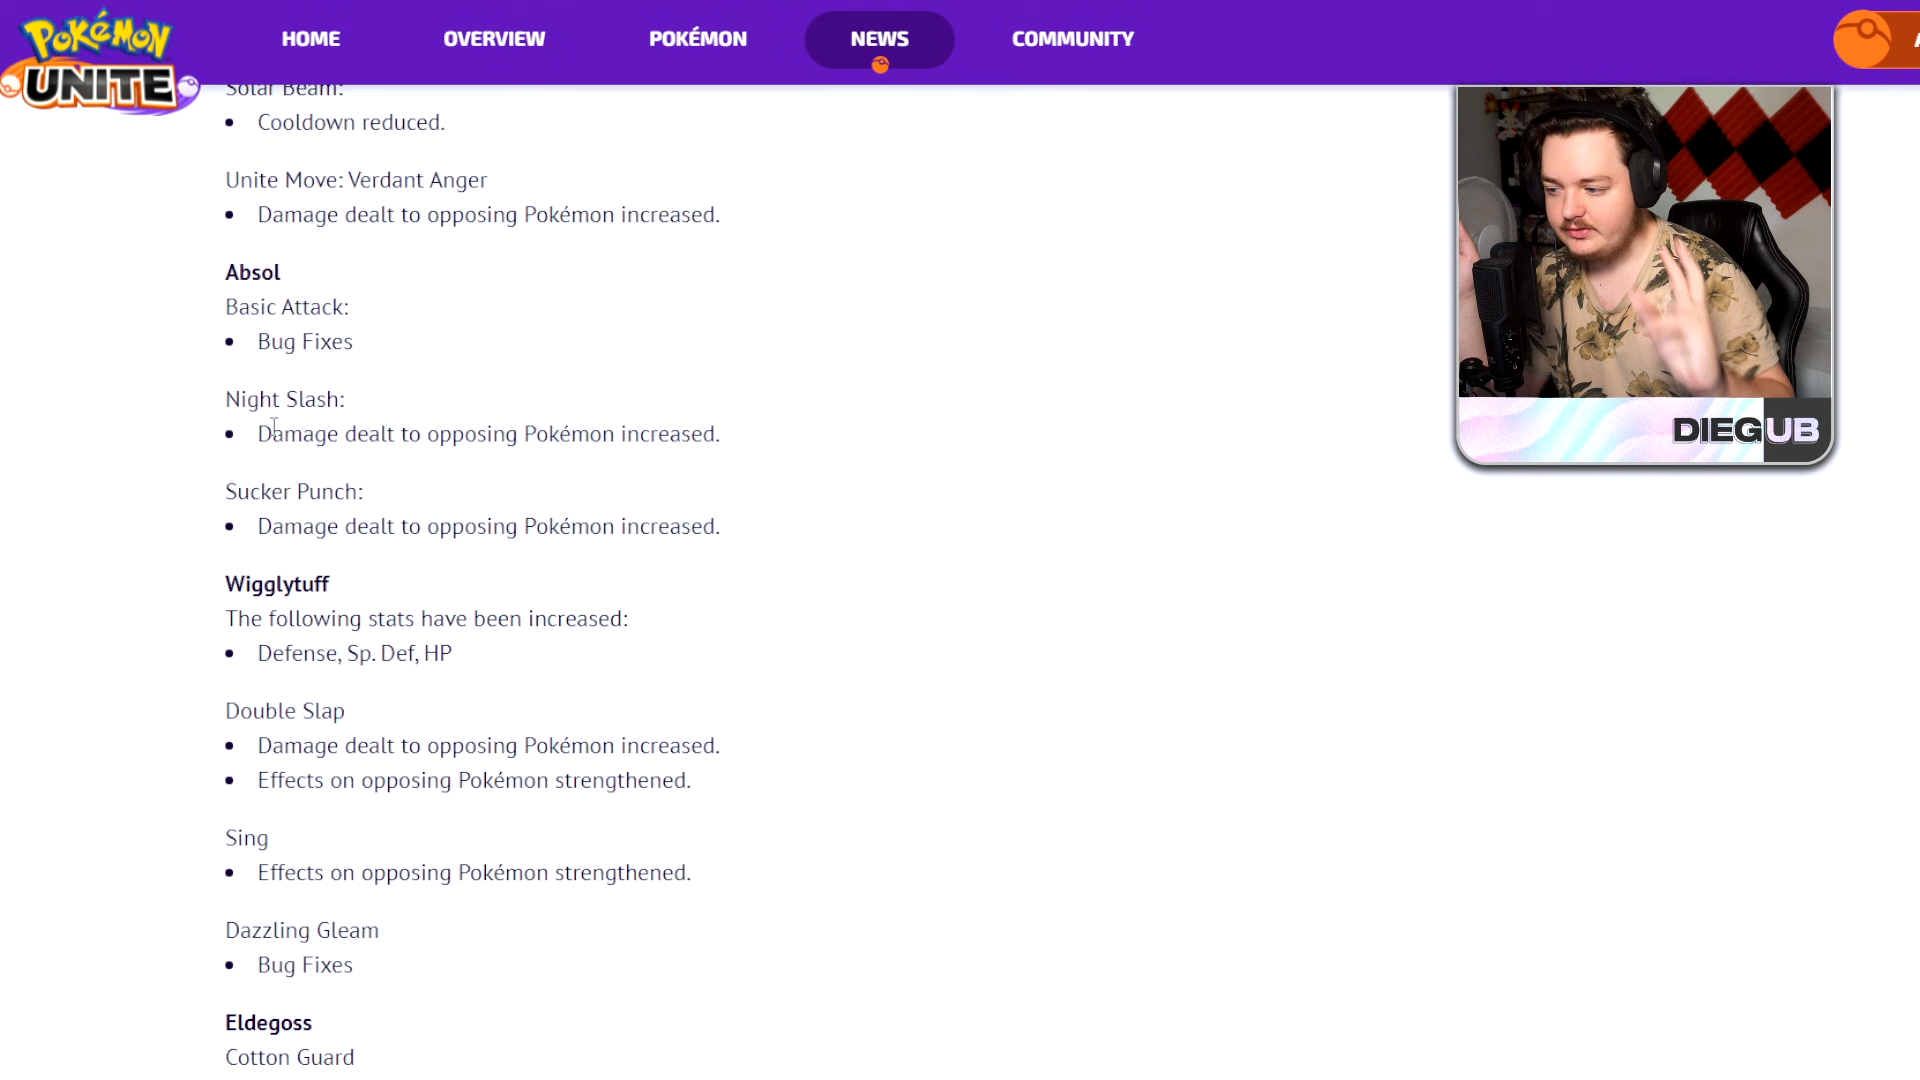 Pokémon
UNITE
HOME
OVERVIEW
POKÉMON
NEWS
COMMUNITY
Solar Beam:
• Cooldown reduced.
Unite Move: Verdant Anger
• Damage dealt to opposing Pokémon increased.
Absol
Basic Attack:
• Bug Fixes
Night Slash:
• Damage dealt to opposing Pokémon increased.
Sucker Punch:
• Damage dealt to opposing Pokémon increased.
Wigglytuff
The following stats have been increased:
• Defense, Sp. Def, HP
Double Slap
• Damage dealt to opposing Pokémon increased.
• Effects on opposing Pokémon strengthened.
Sing
• Effects on opposing Pokémon strengthened.
Dazzling Gleam
• Bug Fixes
Eldegoss
Cotton Guard
DIEGUB